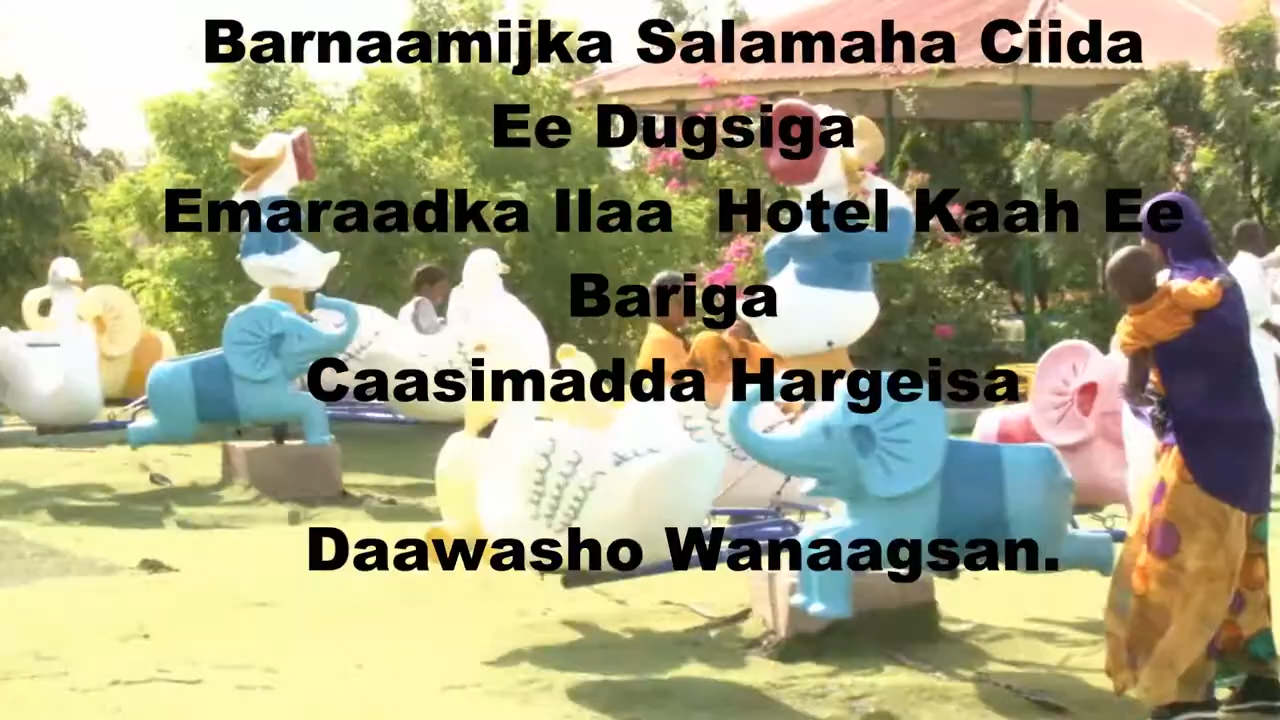 Barnaamijka Salamaha Ciida
Ee Dugsiga
Emaraadka Ilaa Hotel Kaah Ee
Bariga
Caasimadda Hargeisa
Daawasho Wanaagsan.